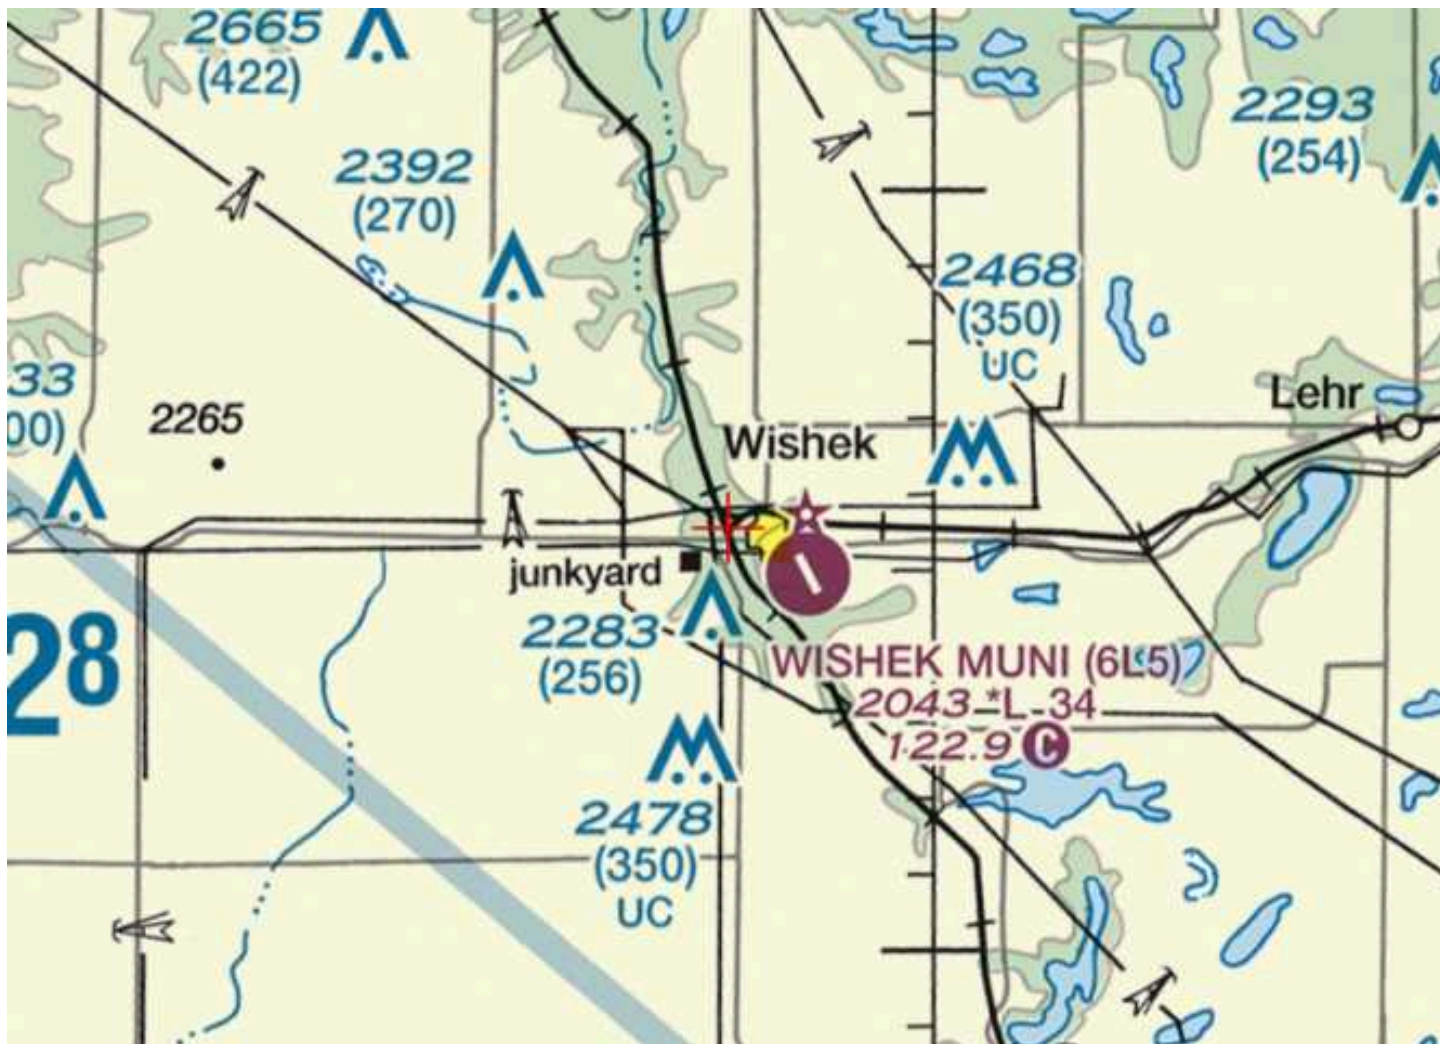 2665
(422)
2293
(254)
2392
(270)
2468
(350)
UC
33
00)
2265
Lehr
Wishek
junkyard
2283
(256)
28
WISHEK MUNI (6L5)
2043 *L 34
122.9 C
2478
(350)
UC